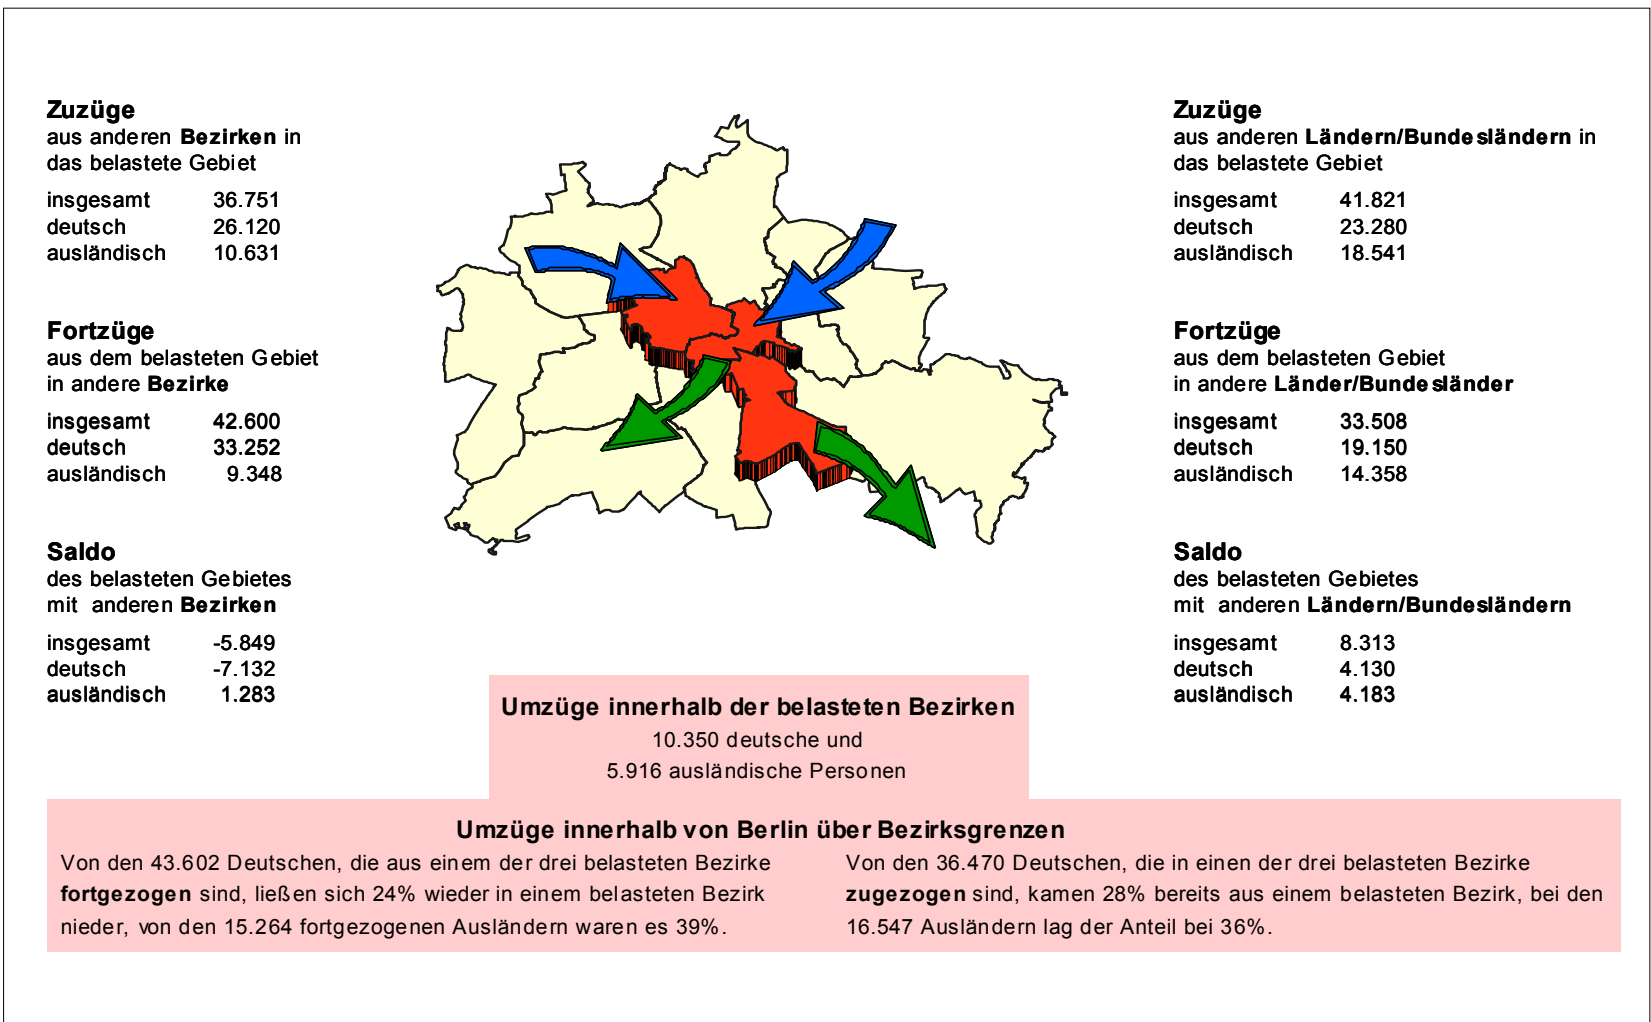 Zuzüge
aus anderen Bezirken in
das belastete Gebiet
insgesamt 36.751
deutsch 26.120
ausländisch 10.631
Fortzüge
aus dem belasteten Gebiet
in andere Bezirke
insgesamt 42.600
deutsch 33.252
ausländisch 9.348
Saldo
des belasteten Gebietes
mit anderen Bezirken
insgesamt -5.849
deutsch -7.132
ausländisch 1.283
Zuzüge
aus anderen Ländern/Bundesländern in
das belastete Gebiet
insgesamt 41.821
deutsch 23.280
ausländisch 18.541
Fortzüge
aus dem belasteten Gebiet
in andere Länder/Bundesländer
insgesamt 33.508
deutsch 19.150
ausländisch 14.358
Saldo
des belasteten Gebietes
mit anderen Ländern/Bundesländern
insgesamt 8.313
deutsch 4.130
ausländisch 4.183
Umzüge innerhalb der belasteten Bezirken
10.350 deutsche und
5.916 ausländische Personen
Umzüge innerhalb von Berlin über Bezirksgrenzen
Von den 43.602 Deutschen, die aus einem der drei belasteten Bezirke
fortgezogen sind, ließen sich 24% wieder in einem belasteten Bezirk
nieder, von den 15.264 fortgezogenen Ausländern waren es 39%.
Von den 36.470 Deutschen, die in einen der drei belasteten Bezirke
zugezogen sind, kamen 28% bereits aus einem belasteten Bezirk, bei den
16.547 Ausländern lag der Anteil bei 36%.